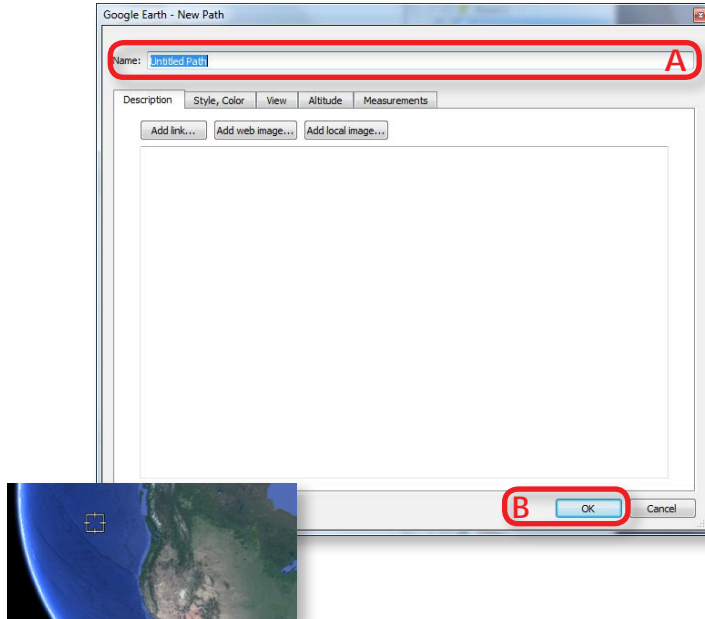 Google Earth - New Path
Name: Untitled Path A
Description Style, Color View Altitude Measurements
Add link... Add web image... Add local image...
B OK Cancel